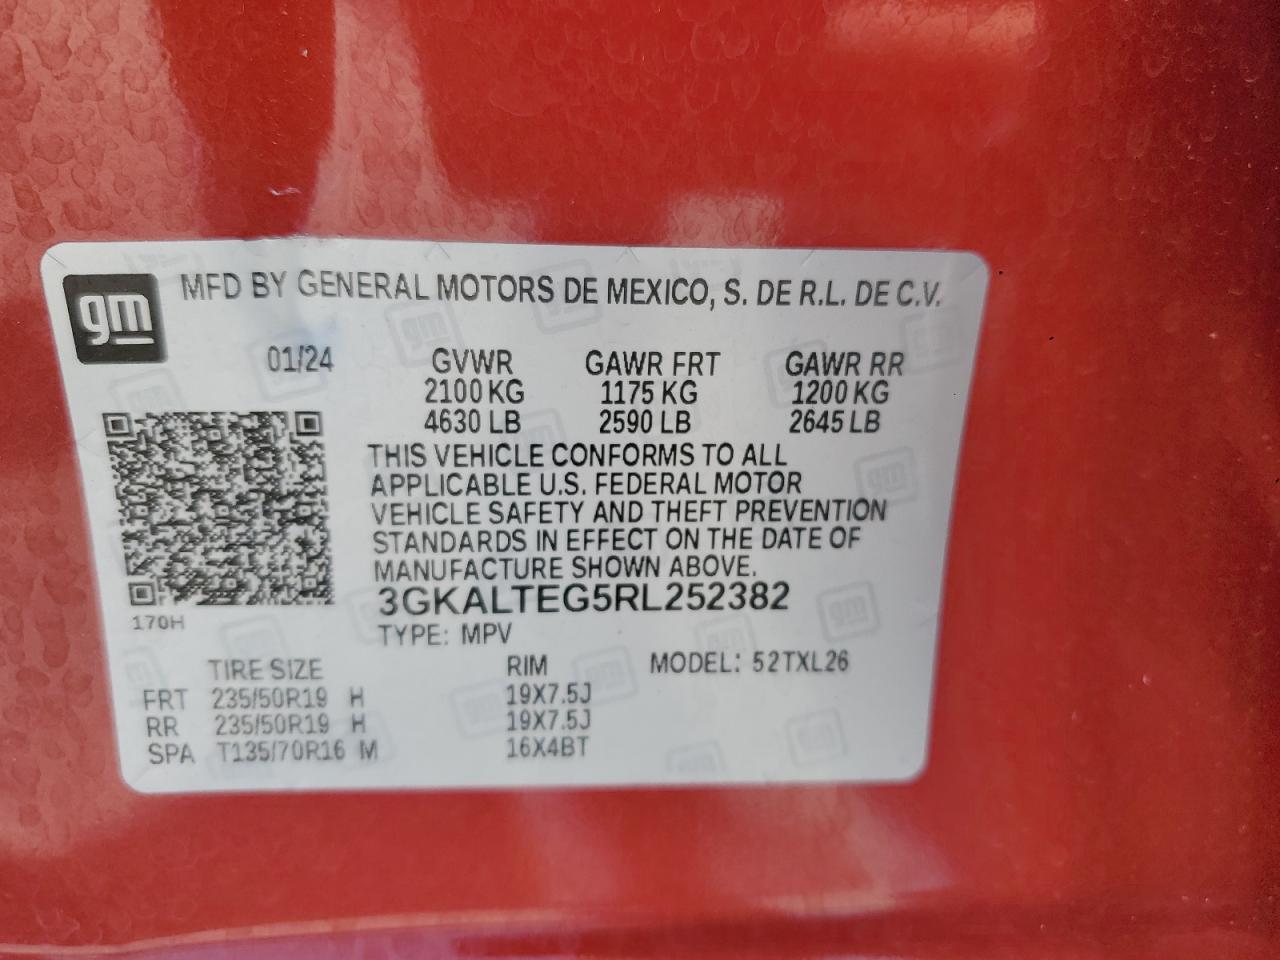 gm
MFD BY GENERAL MOTORS DE MEXICO, S. DE R.L. DE C.V.
01/24 GVWR GAWR FRT GAWR RR
2100 KG 1175 KG 1200 KG
4630 LB 2590 LB 2645 LB
THIS VEHICLE CONFORMS TO ALL
APPLICABLE U.S. FEDERAL MOTOR
VEHICLE SAFETY AND THEFT PREVENTION
STANDARDS IN EFFECT ON THE DATE OF
MANUFACTURE SHOWN ABOVE.
3GKALTEG5RL252382
170H
TYPE: MPV
TIRE SIZE RIM MODEL: 52TXL26
FRT 235/50R19 H 19X7.5J
RR 235/50R19 H 19X7.5J
SPA T135/70R16 M 16X4BT